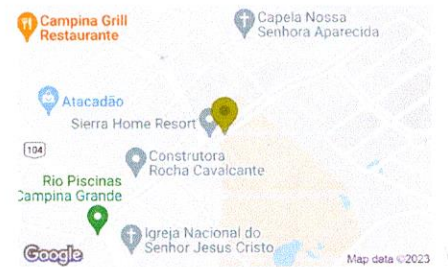 Campina Grill
Restaurante
Capela Nossa
Senhora Aparecida
Atacadão
Sierra Home Resort
104
Construtora
Rocha Cavalcante
Rio Piscinas
Campina Grande
Igreja Nacional do
Senhor Jesus Cristo
Google
Map data ©2023